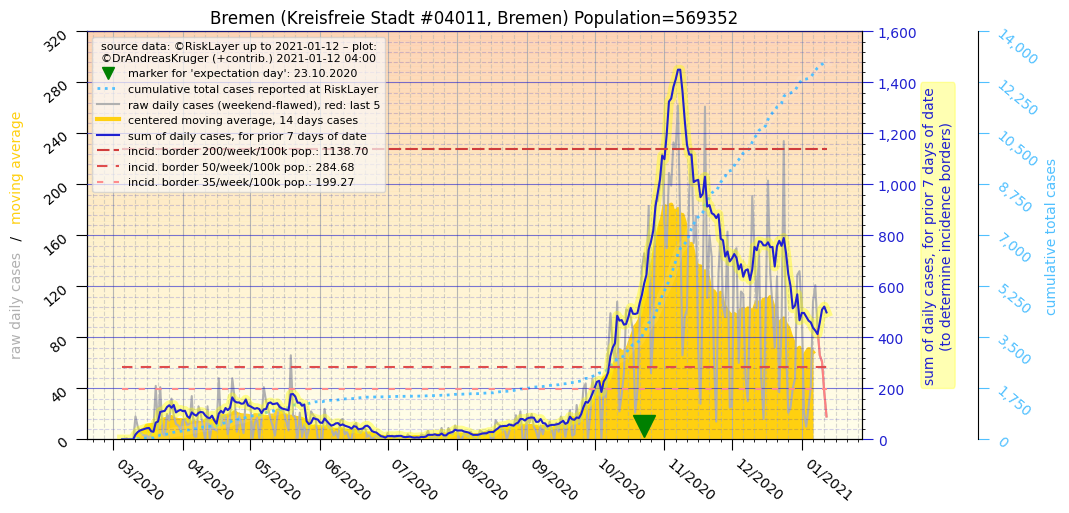 Bremen (Kreisfreie Stadt #04011, Bremen) Population=569352
source data: ©RiskLayer up to 2021-01-12 – plot:
©DrAndreasKruger (+contrib.) 2021-01-12 04:00
marker for 'expectation day': 23.10.2020
cumulative total cases reported at RiskLayer
raw daily cases (weekend-flawed), red: last 5
centered moving average, 14 days cases
sum of daily cases, for prior 7 days of date
incid. border 200/week/100k pop.: 1138.70
incid. border 50/week/100k pop.: 284.68
incid. border 35/week/100k pop.: 199.27
raw daily cases / moving average
320
280
240
200
160
120
80
40
0
03/2020
04/2020
05/2020
06/2020
07/2020
08/2020
09/2020
10/2020
11/2020
12/2020
01/2021
1,600
1,400
1,200
1,000
800
600
400
200
0
sum of daily cases, for prior 7 days of date
(to determine incidence borders)
14,000
12,250
10,500
8,750
7,000
5,250
3,500
1,750
0
cumulative total cases